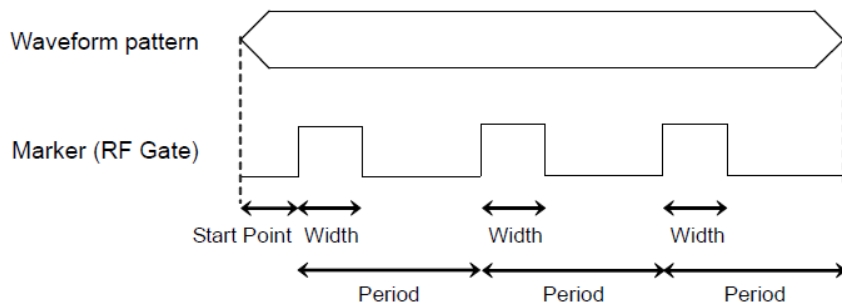 Waveform pattern
Marker (RF Gate)
Start Point Width Width Width
Period Period Period